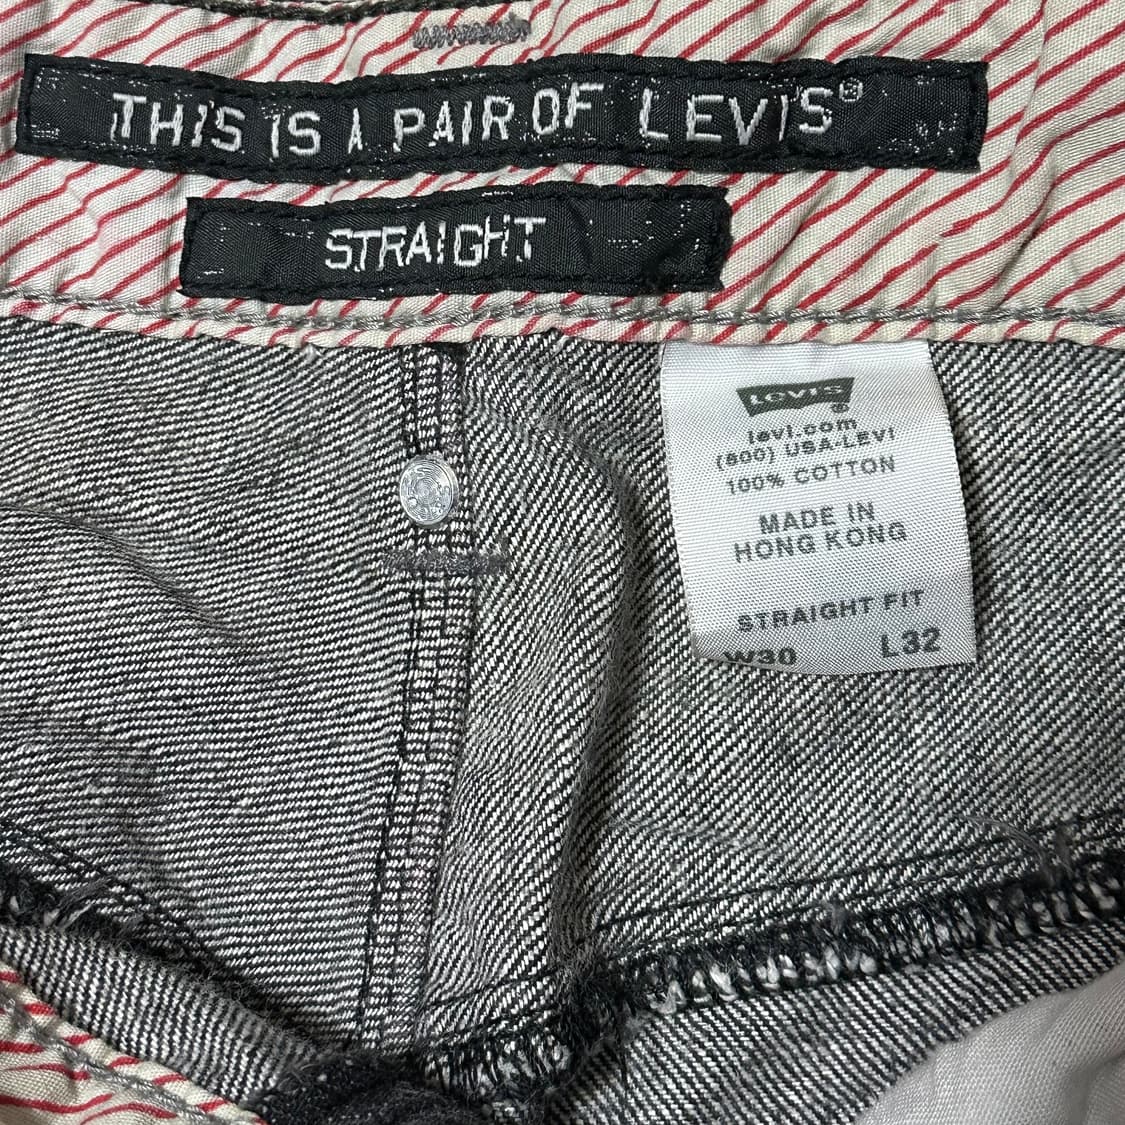 THIS IS A PAIR OF LEVIS®
STRAIGHT
LEVI'S
®
levi.com
(800) USA-LEVI
100% COTTON
MADE IN
HONG KONG
STRAIGHT FIT
W30 L32